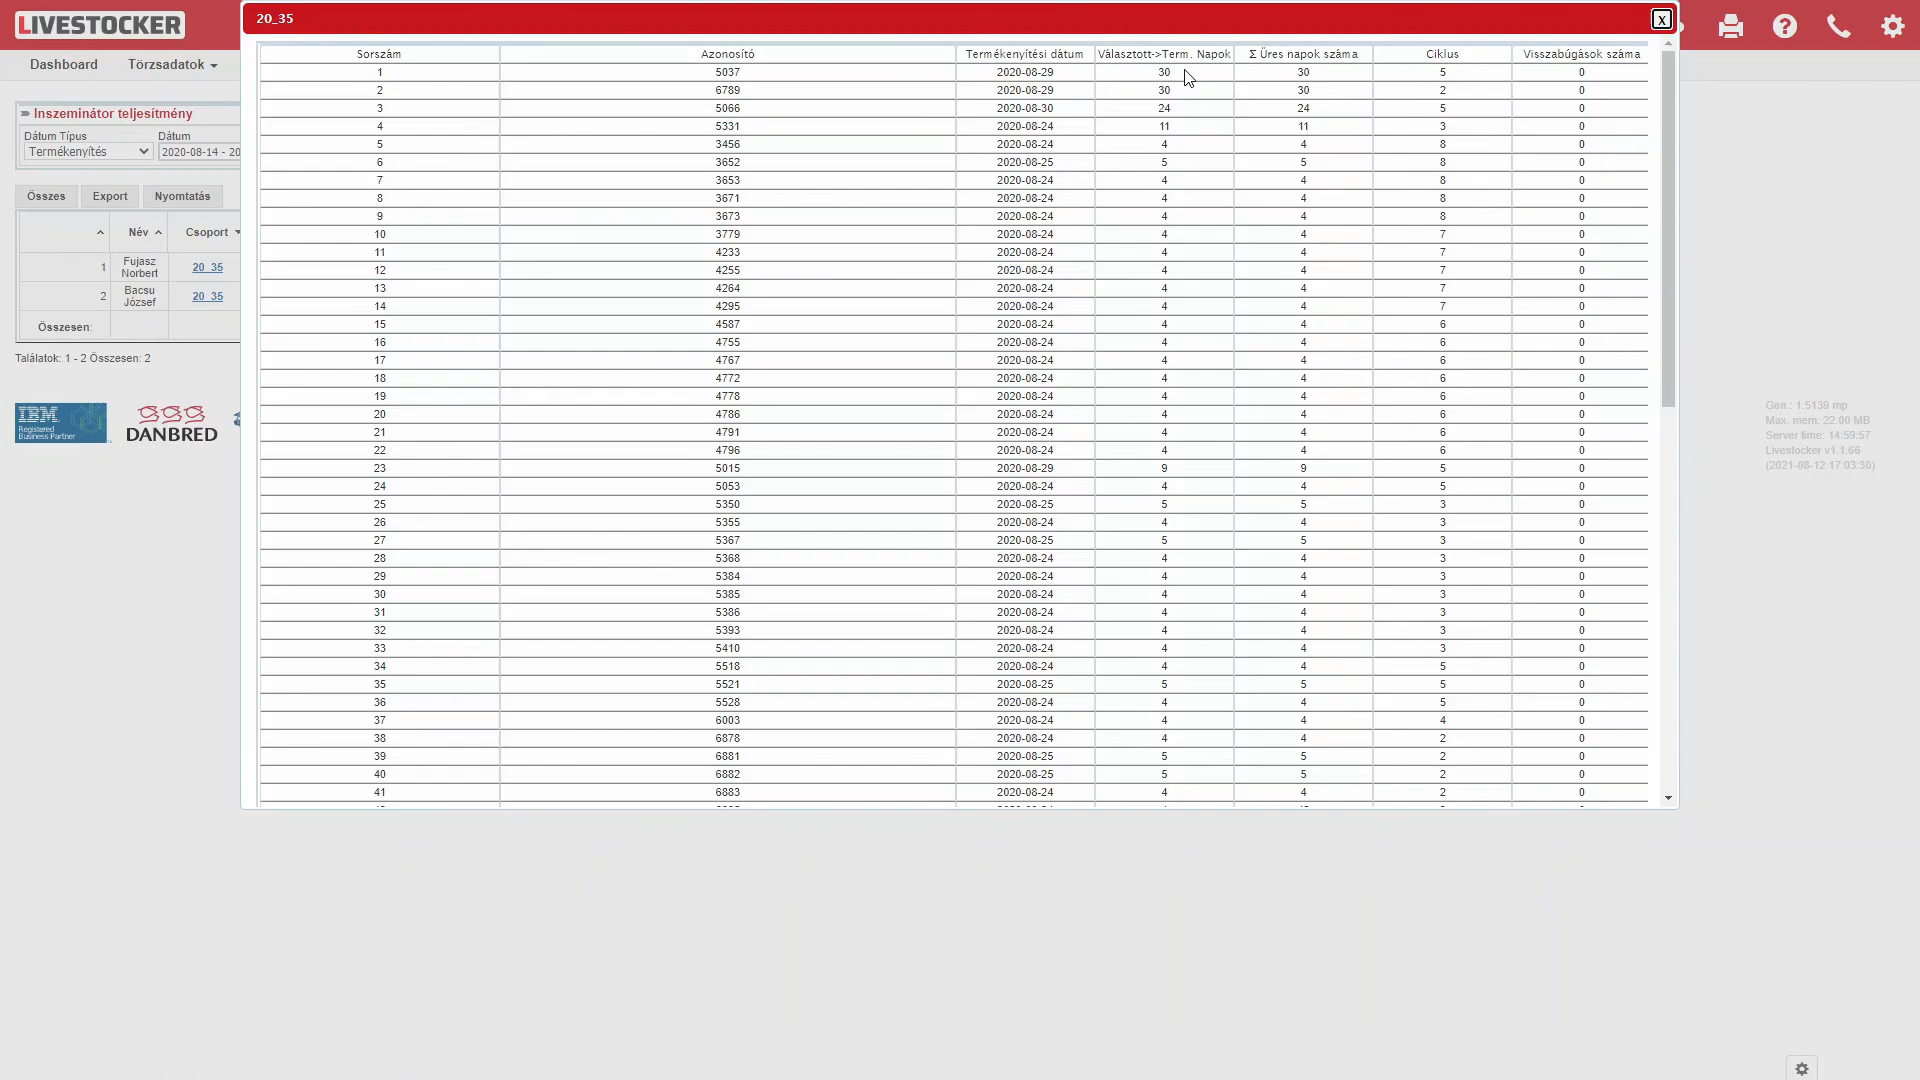 LIVESTOCKER
20_35
x
Dashboard
Törzsadatok
Inszeminátor teljesítmény
Dátum Típus Dátum
Termékenyítés 2020-08-14 - 20
Összes Export Nyomtatás
Név Csoport
1 Fujasz Norbert 20_35
2 Bacsu József 20_35
Összesen:
Találatok: 1 - 2 Összesen: 2
IBM
Registered
Business Partner
DANBRED
Sorszám Azonosító Termékenyítési dátum Választott->Term. Napok Σ Üres napok száma Ciklus Visszabúgások száma
1 5037 2020-08-29 30 30 5 0
2 6789 2020-08-29 30 30 2 0
3 5066 2020-08-30 24 24 5 0
4 5331 2020-08-24 11 11 3 0
5 3456 2020-08-24 4 4 8 0
6 3652 2020-08-25 5 5 8 0
7 3653 2020-08-24 4 4 8 0
8 3671 2020-08-24 4 4 8 0
9 3673 2020-08-24 4 4 8 0
10 3779 2020-08-24 4 4 7 0
11 4233 2020-08-24 4 4 7 0
12 4255 2020-08-24 4 4 7 0
13 4264 2020-08-24 4 4 7 0
14 4295 2020-08-24 4 4 7 0
15 4587 2020-08-24 4 4 6 0
16 4755 2020-08-24 4 4 6 0
17 4767 2020-08-24 4 4 6 0
18 4772 2020-08-24 4 4 6 0
19 4778 2020-08-24 4 4 6 0
20 4786 2020-08-24 4 4 6 0
21 4791 2020-08-24 4 4 6 0
22 4796 2020-08-24 4 4 6 0
23 5015 2020-08-29 9 9 5 0
24 5053 2020-08-24 4 4 5 0
25 5350 2020-08-25 5 5 3 0
26 5355 2020-08-24 4 4 3 0
27 5367 2020-08-25 5 5 3 0
28 5368 2020-08-24 4 4 3 0
29 5384 2020-08-24 4 4 3 0
30 5385 2020-08-24 4 4 3 0
31 5386 2020-08-24 4 4 3 0
32 5393 2020-08-24 4 4 3 0
33 5410 2020-08-24 4 4 3 0
34 5518 2020-08-24 4 4 5 0
35 5521 2020-08-25 5 5 5 0
36 5528 2020-08-24 4 4 5 0
37 6003 2020-08-24 4 4 4 0
38 6878 2020-08-24 4 4 2 0
39 6881 2020-08-25 5 5 2 0
40 6882 2020-08-25 5 5 2 0
41 6883 2020-08-24 4 4 2 0
Gen.: 1.5139 mp
Max. mem: 22.00 MB
Server time: 14:59:57
Livestocker v1.1.66
(2021-08-12 17:03:30)